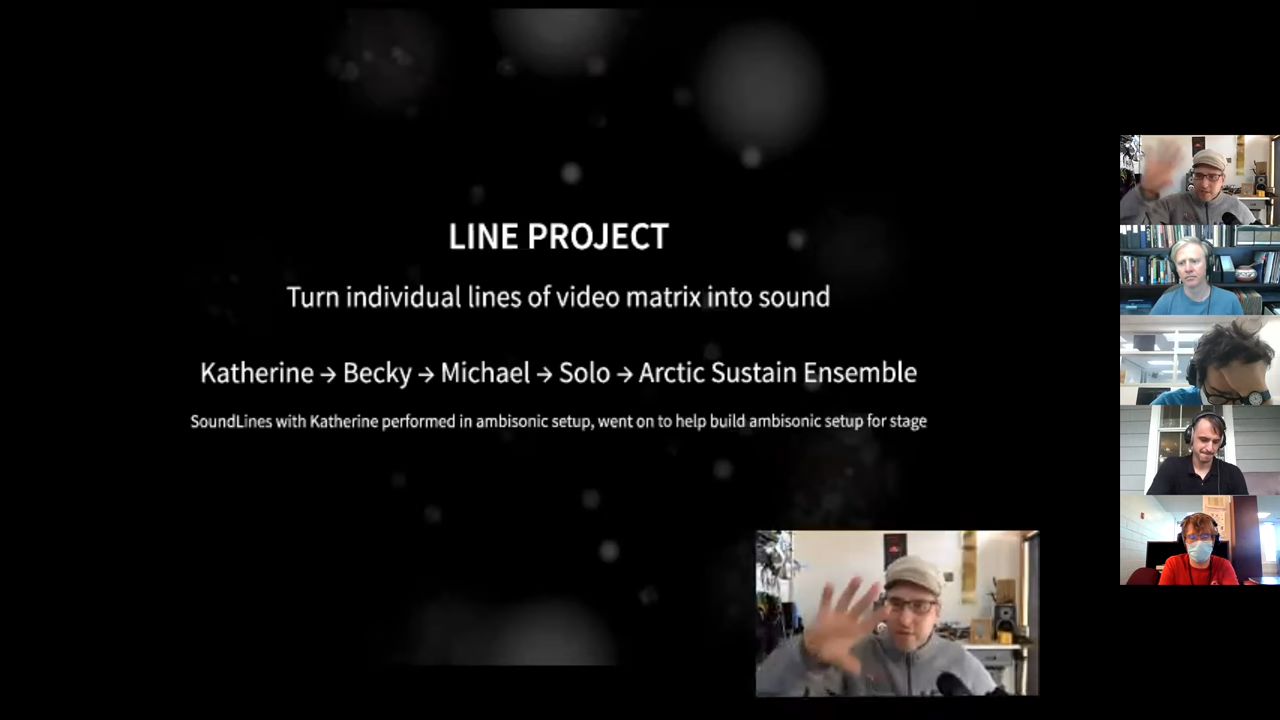 LINE PROJECT
Turn individual lines of video matrix into sound
Katherine → Becky → Michael → Solo → Arctic Sustain Ensemble
SoundLines with Katherine performed in ambisonic setup, went on to help build ambisonic setup for stage